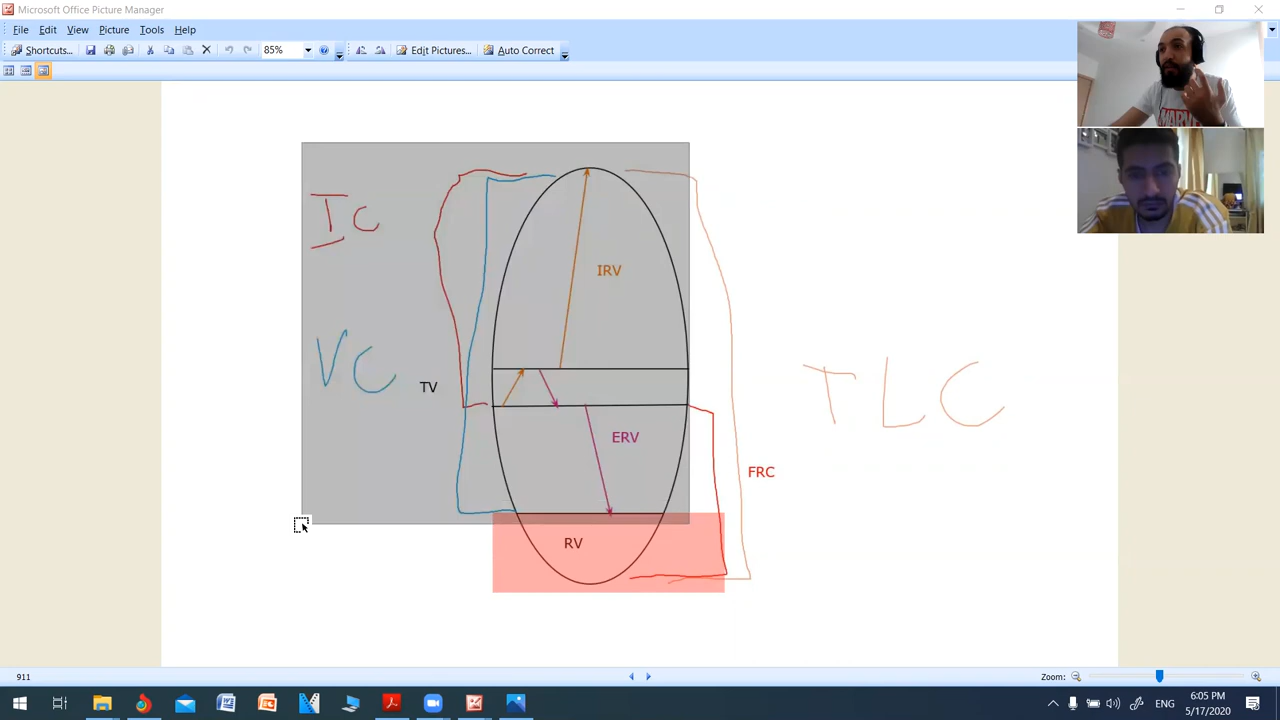 Microsoft Office Picture Manager
File Edit View Picture Tools Help
Shortcuts... 85% Edit Pictures... Auto Correct
MARVEL
IC
IRV
VC
TV
TLC
ERV
FRC
RV
911
Zoom:
ENG
6:05 PM
5/17/2020